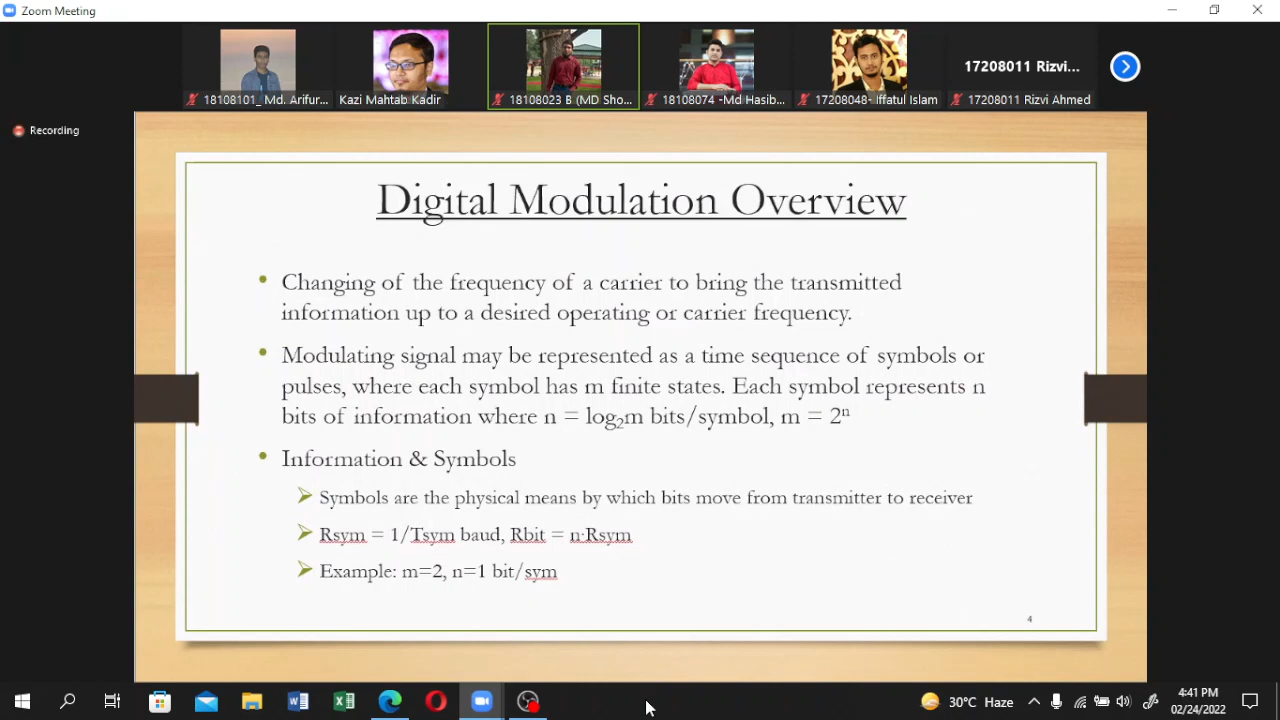 Zoom Meeting
17208011 Rizvi...
18108101_ Md. Arifur...
Kazi Mahtab Kadir
18108023 B (MD Sho...
18108074 -Md Hasib...
17208048- Iffatul Islam
17208011 Rizvi Ahmed
Recording
Digital Modulation Overview
• Changing of the frequency of a carrier to bring the transmitted
information up to a desired operating or carrier frequency.
• Modulating signal may be represented as a time sequence of symbols or
pulses, where each symbol has m finite states. Each symbol represents n
bits of information where n = log₂m bits/symbol, m = 2ⁿ
• Information & Symbols
➢ Symbols are the physical means by which bits move from transmitter to receiver
➢ Rsym = 1/Tsym baud, Rbit = n·Rsym
➢ Example: m=2, n=1 bit/sym
4
30°C Haze
4:41 PM
02/24/2022